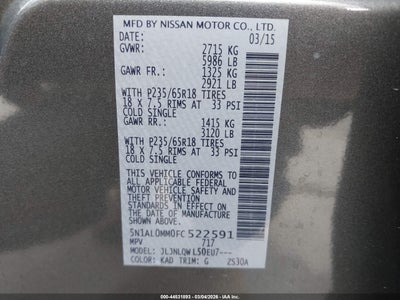 MFD BY NISSAN MOTOR CO., LTD.
DATE: 03/15
GVWR: 2715 KG
5986 LB
GAWR FR.: 1325 KG
2921 LB
WITH P235/65R18 TIRES
18 X 7.5 RIMS AT 33 PSI
COLD SINGLE
GAWR RR.: 1415 KG
3120 LB
WITH P235/65R18 TIRES
18 X 7.5 RIMS AT 33 PSI
COLD SINGLE
THIS VEHICLE CONFORMS TO ALL
APPLICABLE FEDERAL
MOTOR VEHICLE SAFETY AND
THEFT PREVENTION
STANDARDS IN EFFECT ON THE
DATE OF MANUFACTURE
SHOWN ABOVE.
5N1AL0MM0FC522591
MPV 717
MODEL: JLJNLQWL50EU7---
COLOR: KAD TRIM: G 2S30A
000-44531093 - 03/04/2026 - IAA